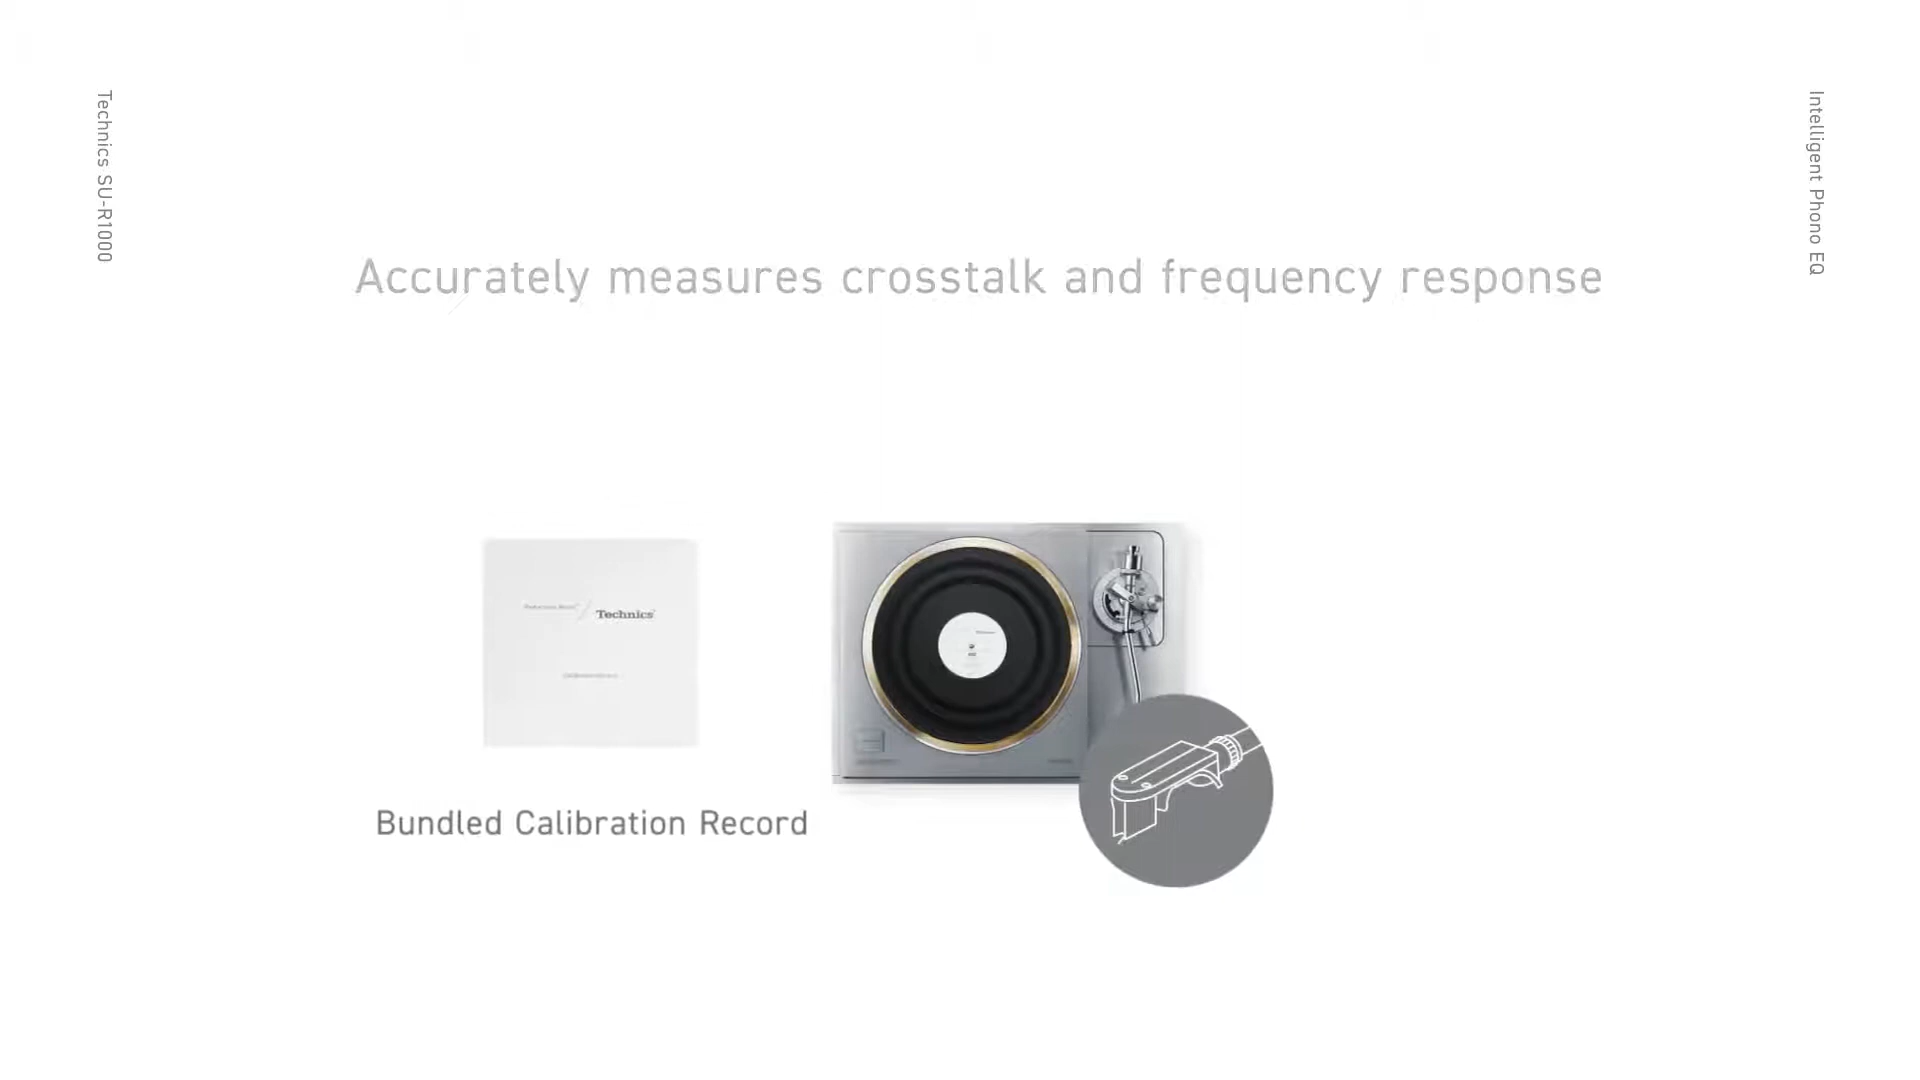 Technics SU-R1000
Intelligent Phono EQ
Accurately measures crosstalk and frequency response
Technics
Bundled Calibration Record